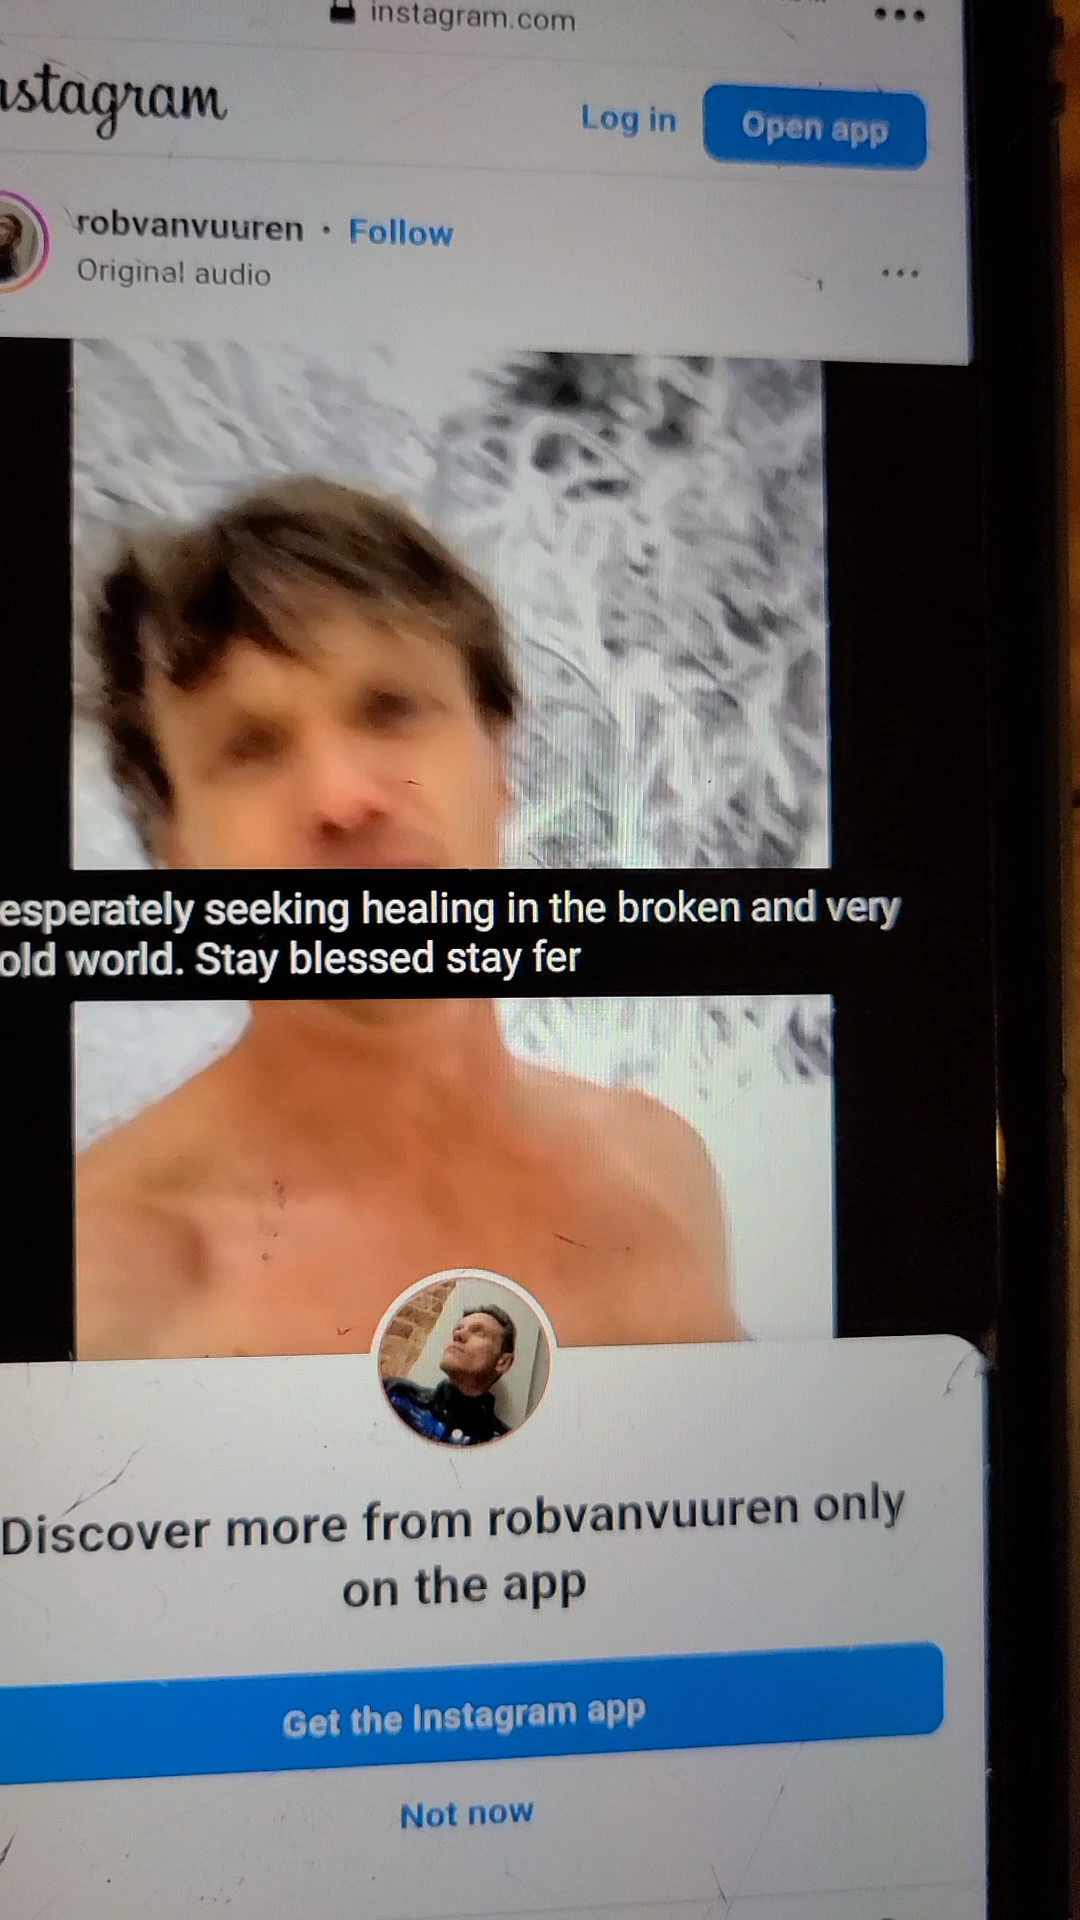 instagram.com
nstagram
Log in
Open app
robvanvuuren · Follow
Original audio
esperately seeking healing in the broken and very
old world. Stay blessed stay fer
Discover more from robvanvuuren only
on the app
Get the Instagram app
Not now